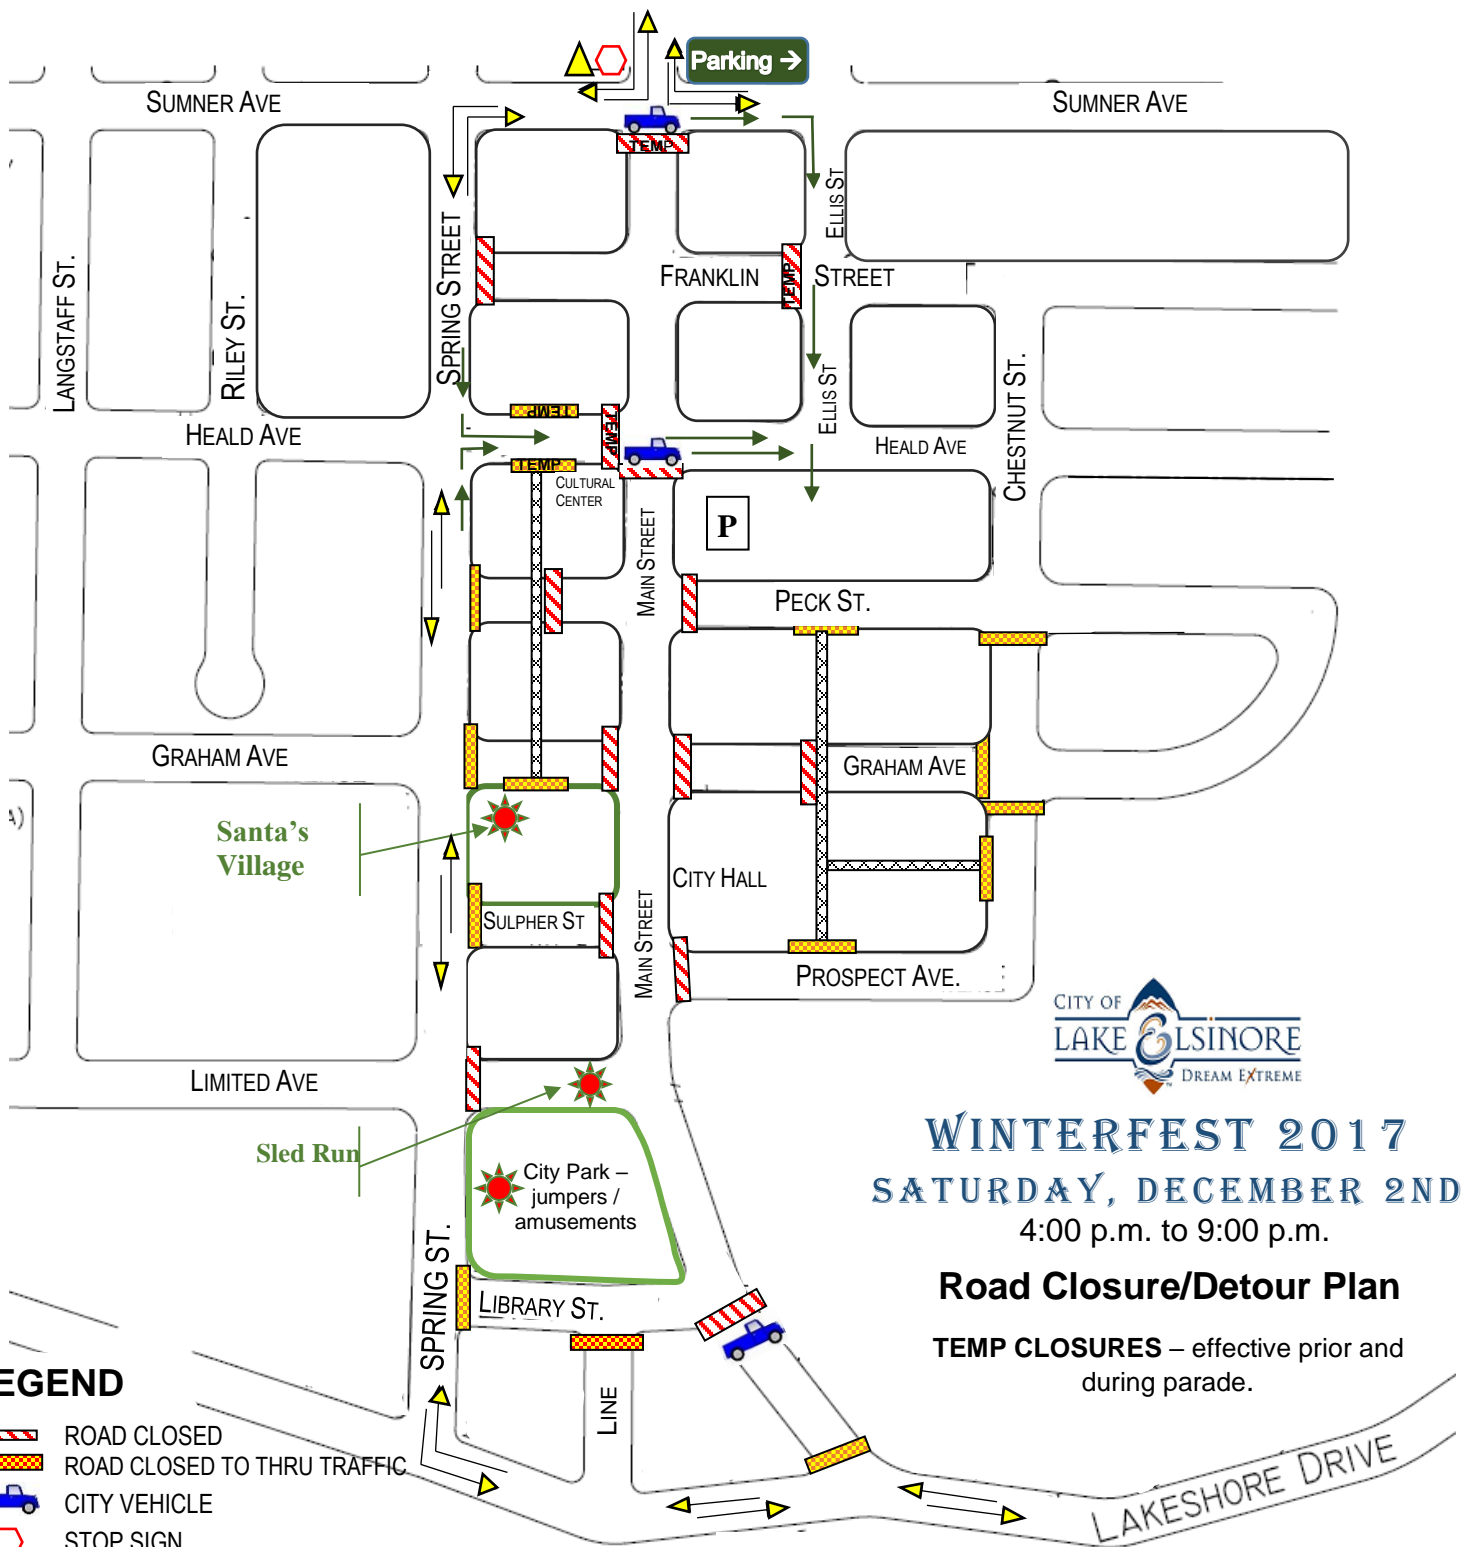 Parking →
SUMNER AVE
SUMNER AVE
TEMP
ELLIS ST
SPRING STREET
FRANKLIN
TEMP
STREET
LANGSTAFF ST.
RILEY ST.
ELLIS ST
CHESTNUT ST.
TEMP
TEMP
HEALD AVE
HEALD AVE
TEMP
CULTURAL
CENTER
P
MAIN STREET
PECK ST.
GRAHAM AVE
GRAHAM AVE
Santa's
Village
CITY HALL
SULPHER ST
MAIN STREET
PROSPECT AVE.
CITY OF
LAKE ELSINORE
DREAM EXTREME
LIMITED AVE
WINTERFEST 2017
SATURDAY, DECEMBER 2ND
4:00 p.m. to 9:00 p.m.
Sled Run
City Park –
jumpers /
amusements
Road Closure/Detour Plan
SPRING ST.
LIBRARY ST.
TEMP CLOSURES – effective prior and
during parade.
LINE
EGEND
ROAD CLOSED
ROAD CLOSED TO THRU TRAFFIC
CITY VEHICLE
STOP SIGN
LAKESHORE DRIVE